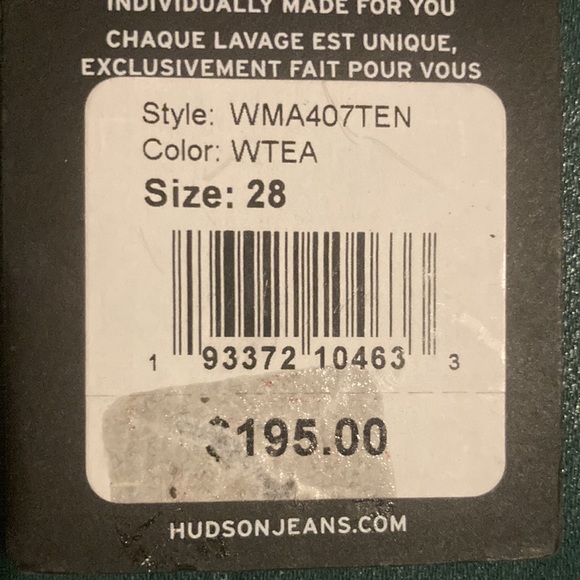 INDIVIDUALLY MADE FOR YOU
CHAQUE LAVAGE EST UNIQUE,
EXCLUSIVEMENT FAIT POUR VOUS
Style: WMA407TEN
Color: WTEA
Size: 28
1 93372 10463 3
$195.00
HUDSONJEANS.COM